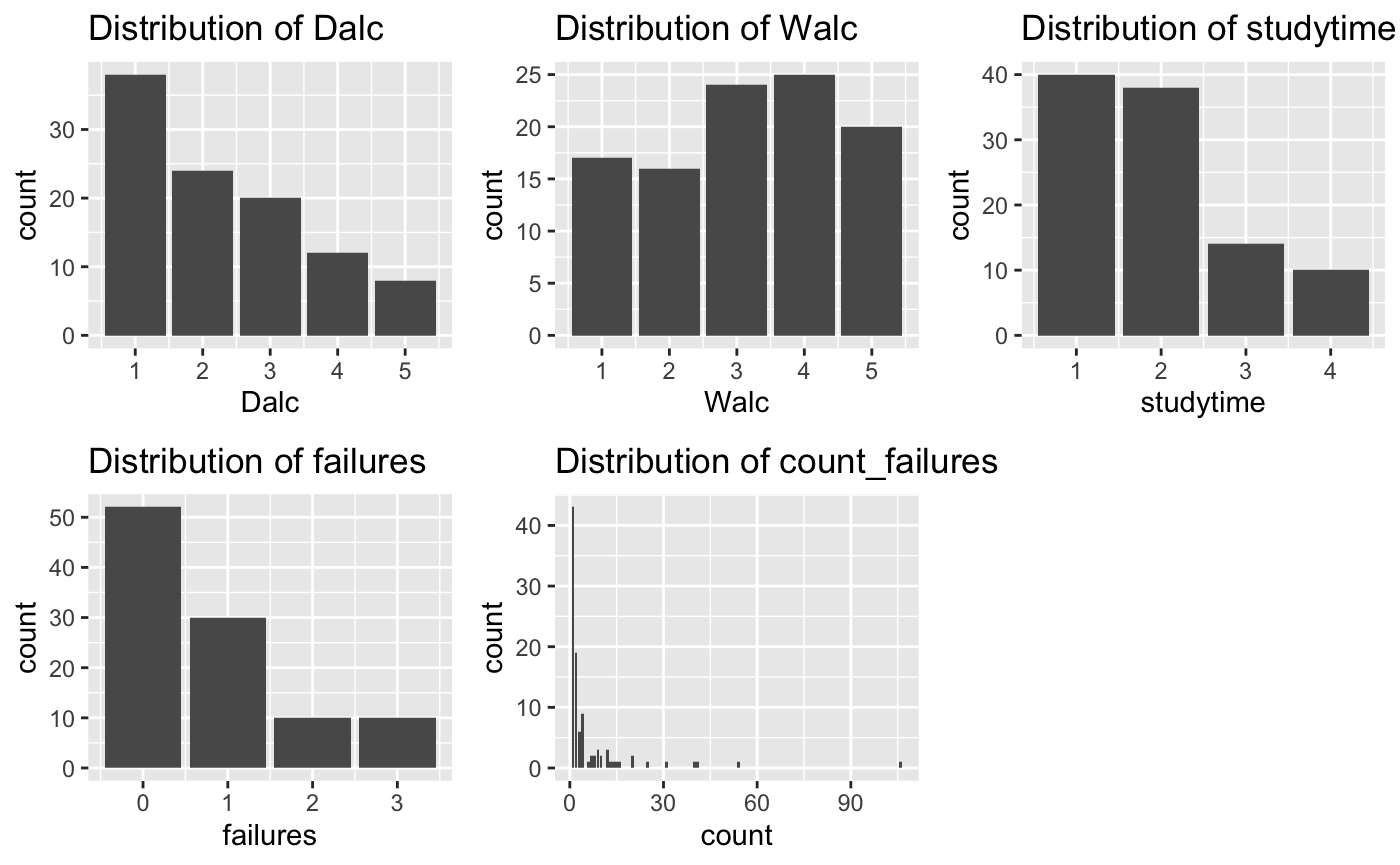 Distribution of Dalc
count
30
20
10
0
1 2 3 4 5
Dalc
Distribution of Walc
count
25
20
15
10
5
0
1 2 3 4 5
Walc
Distribution of studytime
count
40
30
20
10
0
1 2 3 4
studytime
Distribution of failures
count
50
40
30
20
10
0
0 1 2 3
failures
Distribution of count_failures
count
40
30
20
10
0
0 30 60 90
count